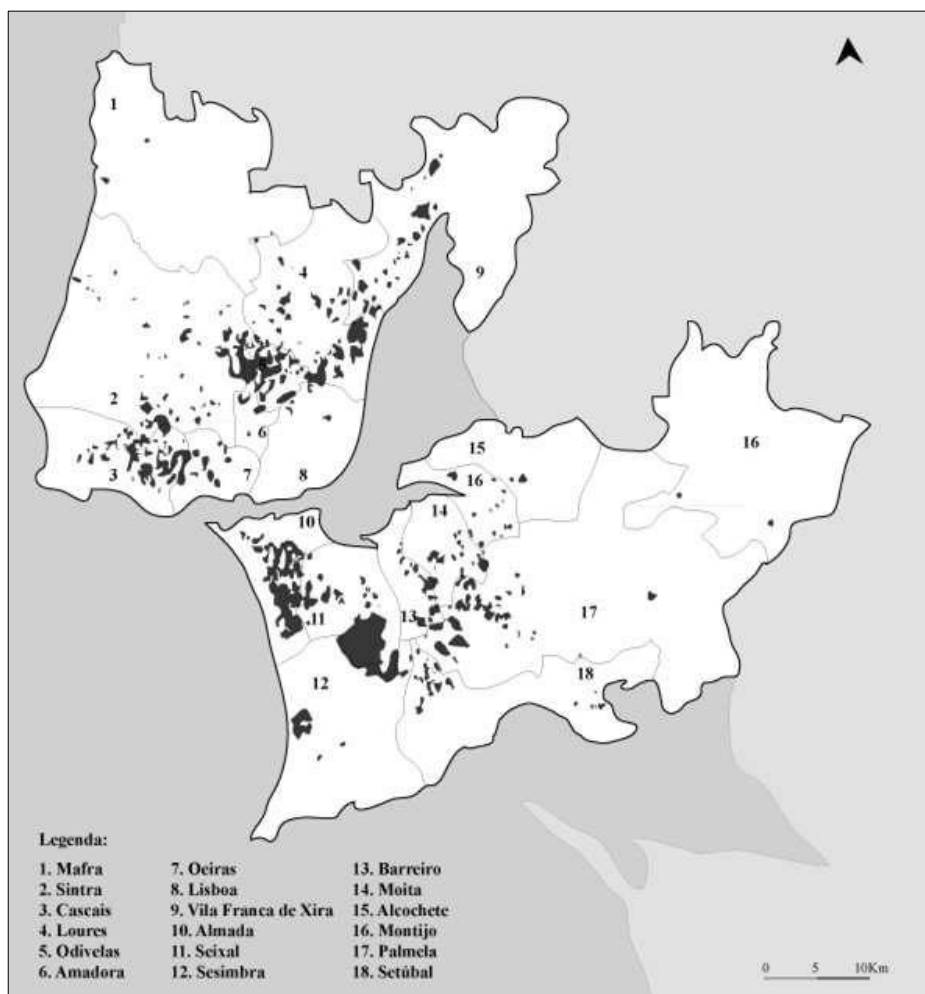 1
9
4
5
2
6
3
7
8
15
16
16
14
10
13
11
17
18
12
Legenda:
1. Mafra
2. Sintra
3. Cascais
4. Loures
5. Odivelas
6. Amadora
7. Oeiras
8. Lisboa
9. Vila Franca de Xira
10. Almada
11. Seixal
12. Sesimbra
13. Barreiro
14. Moita
15. Alcochete
16. Montijo
17. Palmela
18. Setúbal
0 5 10Km